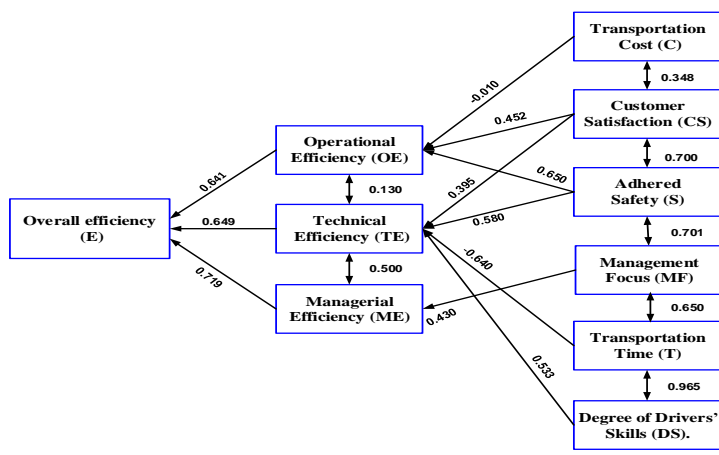 Transportation
Cost (C)
0.348
-0.010
Customer
Satisfaction (CS)
0.452
0.700
Operational
Efficiency (OE)
0.650
0.395
Adhered
Safety (S)
0.641
0.130
0.580
0.701
Overall efficiency
(E)
0.649
Technical
Efficiency (TE)
-0.640
Management
Focus (MF)
0.500
0.719
Managerial
Efficiency (ME)
0.430
0.650
Transportation
Time (T)
0.533
0.965
Degree of Drivers’
Skills (DS).